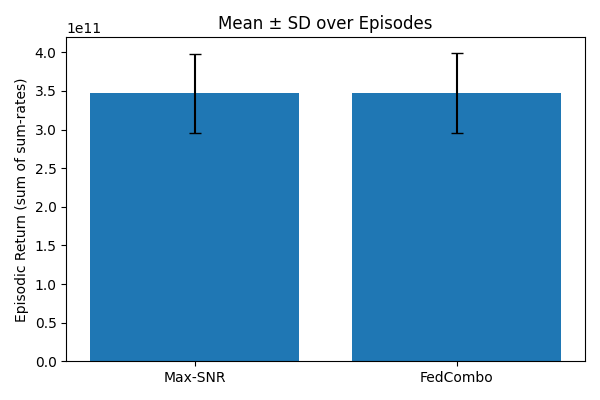 Mean ± SD over Episodes
1e11
Episodic Return (sum of sum-rates)
4.0
3.5
3.0
2.5
2.0
1.5
1.0
0.5
0.0
Max-SNR
FedCombo